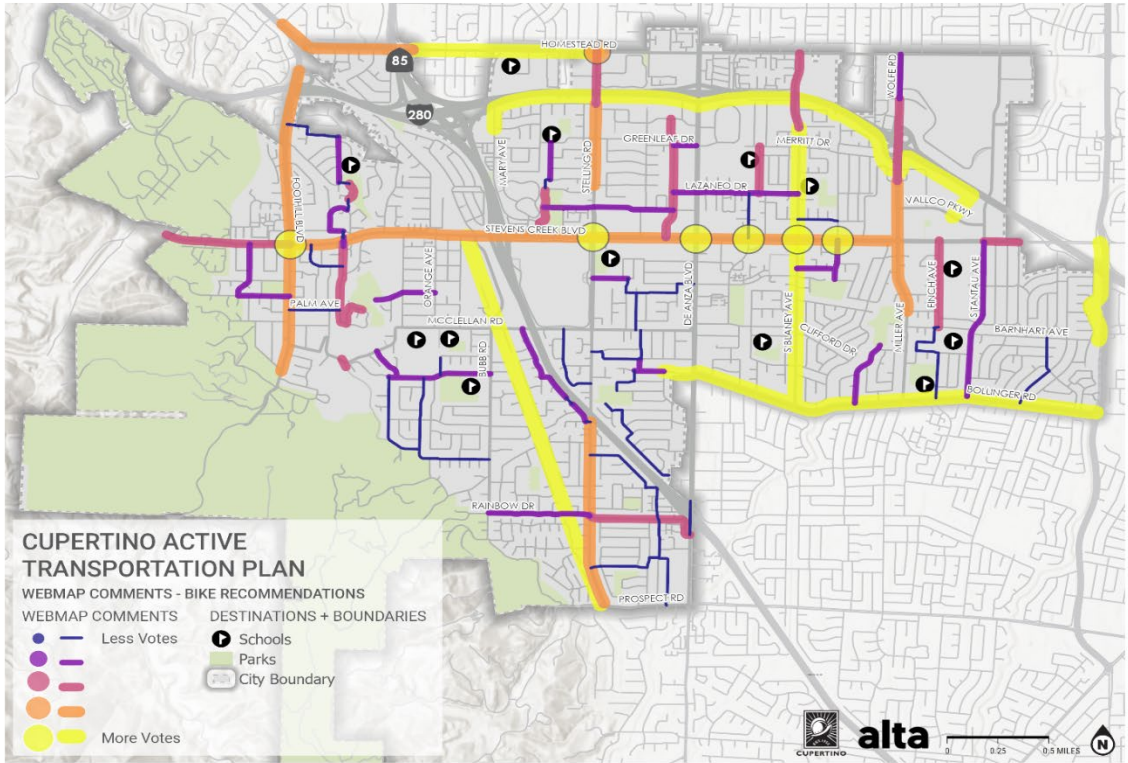 HOMESTEAD RD
85
280
WOLFE RD
MARY AVE
STELLING RD
GREENLEAF DR
MERRITT DR
LAZANEO DR
FOOTHILL BLVD
VALLCO PKWY
STEVENS CREEK BLVD
ORANGE AVE
DE ANZA BLVD
PALM AVE
MCCLELLAN RD
BUBB RD
S BLANEY AVE
CLIFFORD DR
MILLER AVE
FINCH AVE
S TANTAU AVE
BARNHART AVE
BOLLINGER RD
RAINBOW DR
PROSPECT RD
CUPERTINO ACTIVE
TRANSPORTATION PLAN
WEBMAP COMMENTS - BIKE RECOMMENDATIONS
WEBMAP COMMENTS DESTINATIONS + BOUNDARIES
Less Votes
Schools
Parks
City Boundary
More Votes
CUPERTINO
alta
0 0.25 0.5 MILES
N